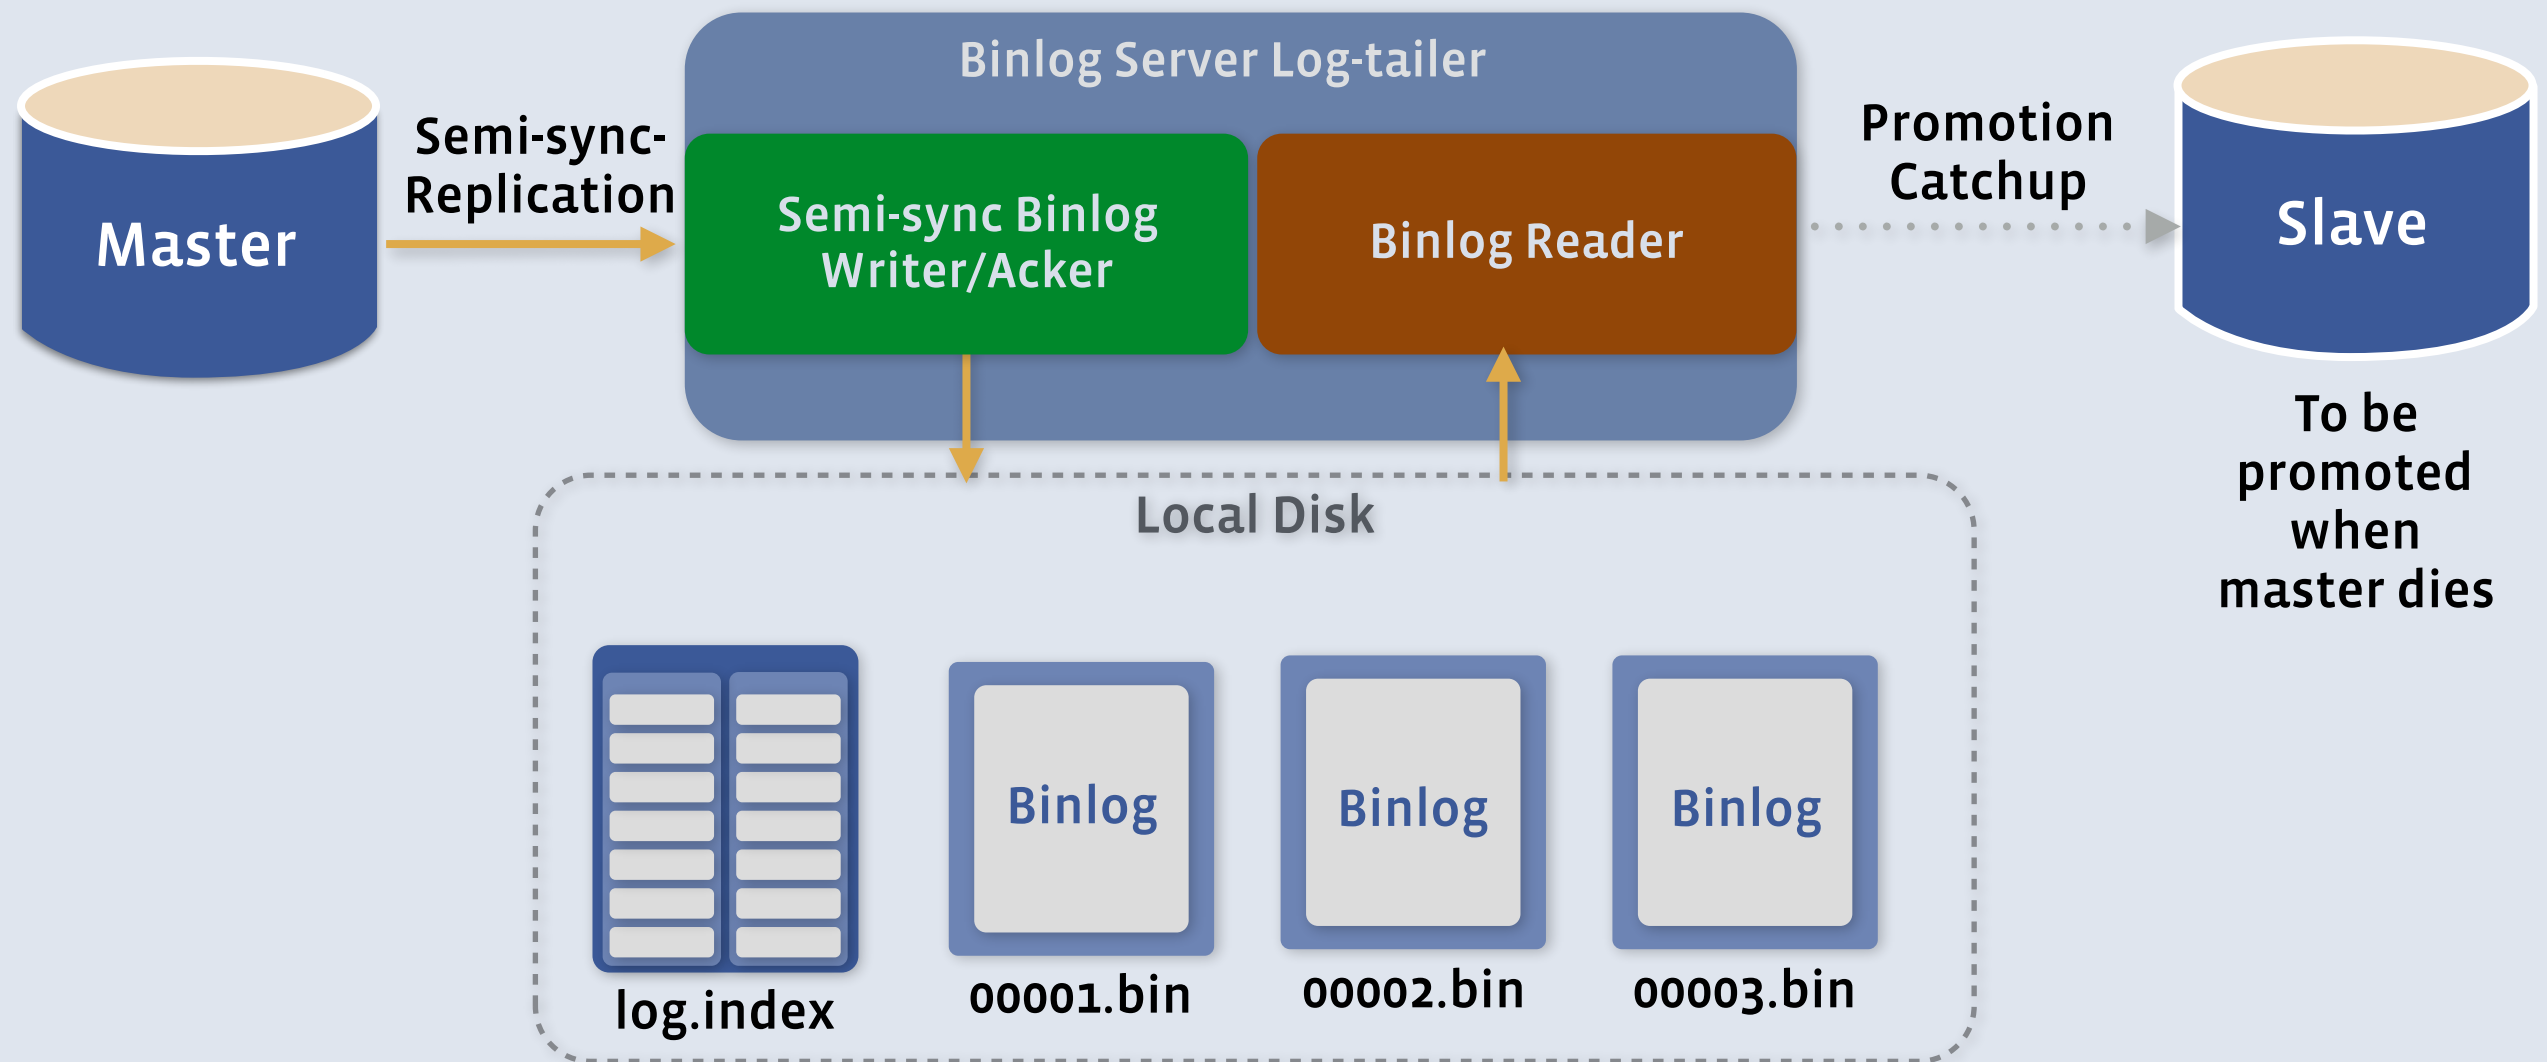 Binlog Server Log-tailer
Master
Semi-sync-
Replication
Semi-sync Binlog
Writer/Acker
Binlog Reader
Promotion
Catchup
Slave
To be
promoted
when
master dies
Local Disk
Binlog
Binlog
Binlog
log.index
00001.bin
00002.bin
00003.bin